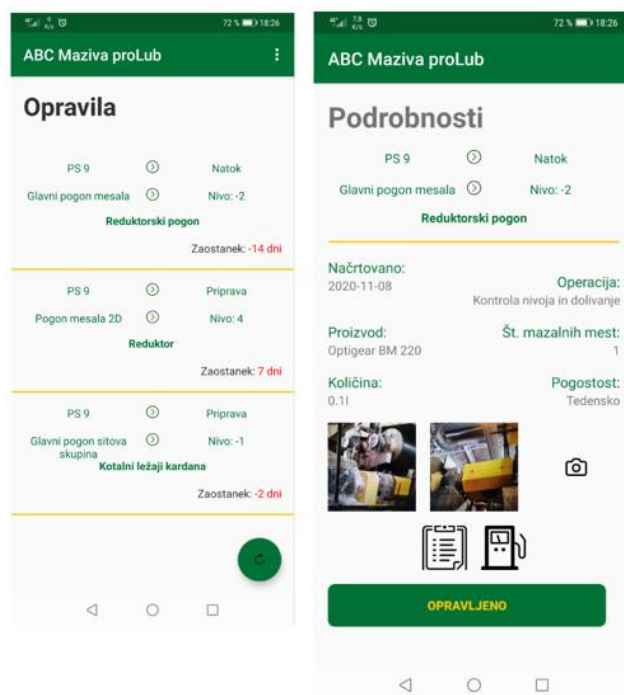 0 K/s 72 % 18:26
ABC Maziva proLub
Opravila
PS 9 Natok
Glavni pogon mesala Nivo: -2
Reduktorski pogon
Zaostanek: -14 dni
PS 9 Priprava
Pogon mesala 2D Nivo: 4
Reduktor
Zaostanek: 7 dni
PS 9 Priprava
Glavni pogon sitova skupina Nivo: -1
Kotalni ležaji kardana
Zaostanek: -2 dni
7,8 K/s 72 % 18:26
ABC Maziva proLub
Podrobnosti
PS 9 Natok
Glavni pogon mesala Nivo: -2
Reduktorski pogon
Načrtovano:
2020-11-08
Operacija:
Kontrola nivoja in dolivanje
Proizvod:
Optigear BM 220
Št. mazalnih mest:
1
Količina:
0.1l
Pogostost:
Tedensko
OPRAVLJENO